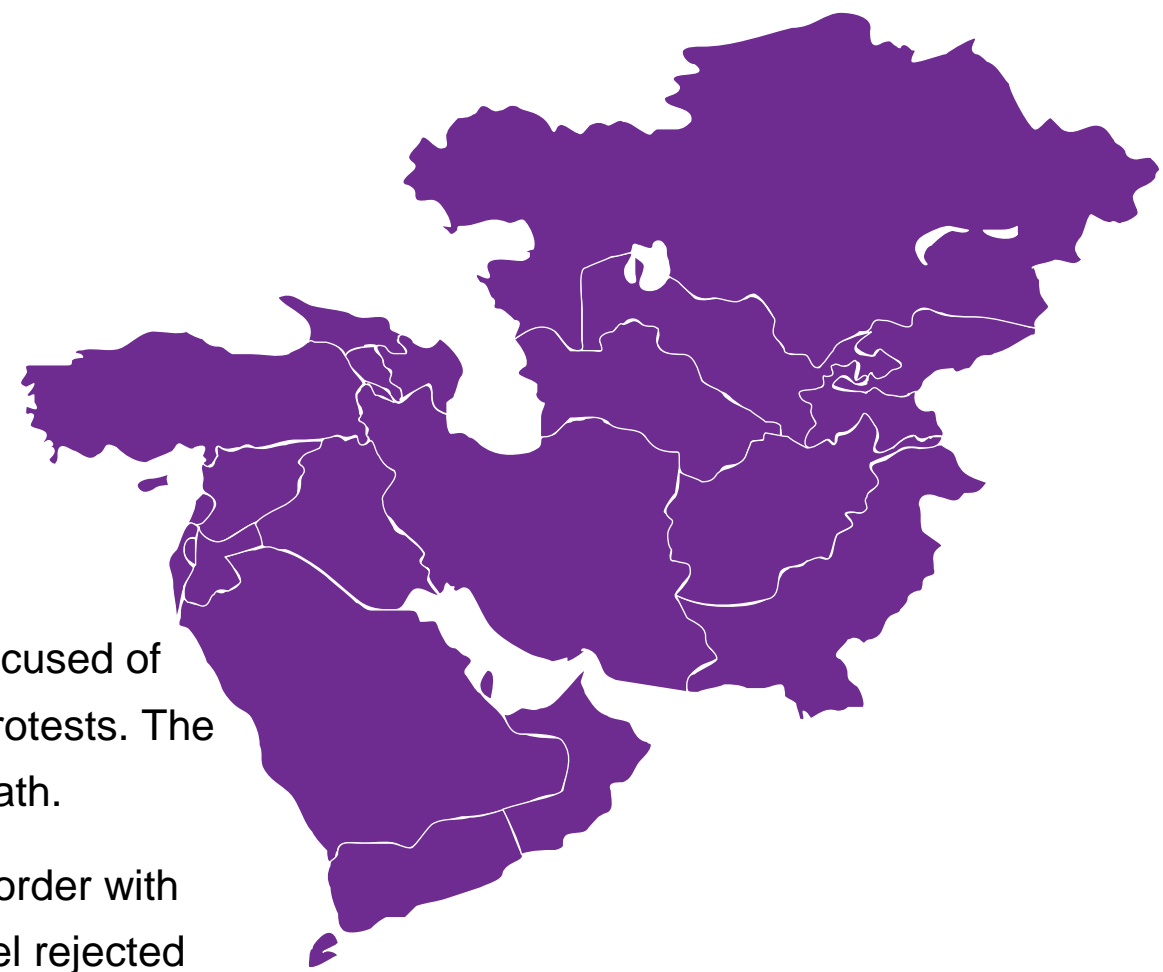 cused of
rotests. The
ath.
order with
el rejected